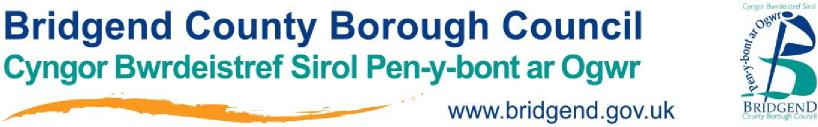 Bridgend County Borough Council
Cyngor Bwrdeistref Sirol Pen-y-bont ar Ogwr
www.bridgend.gov.uk
Cyngor Bwrdeistref Sirol
Pen-y-bont ar Ogwr
BRIDGEND
County Borough Council